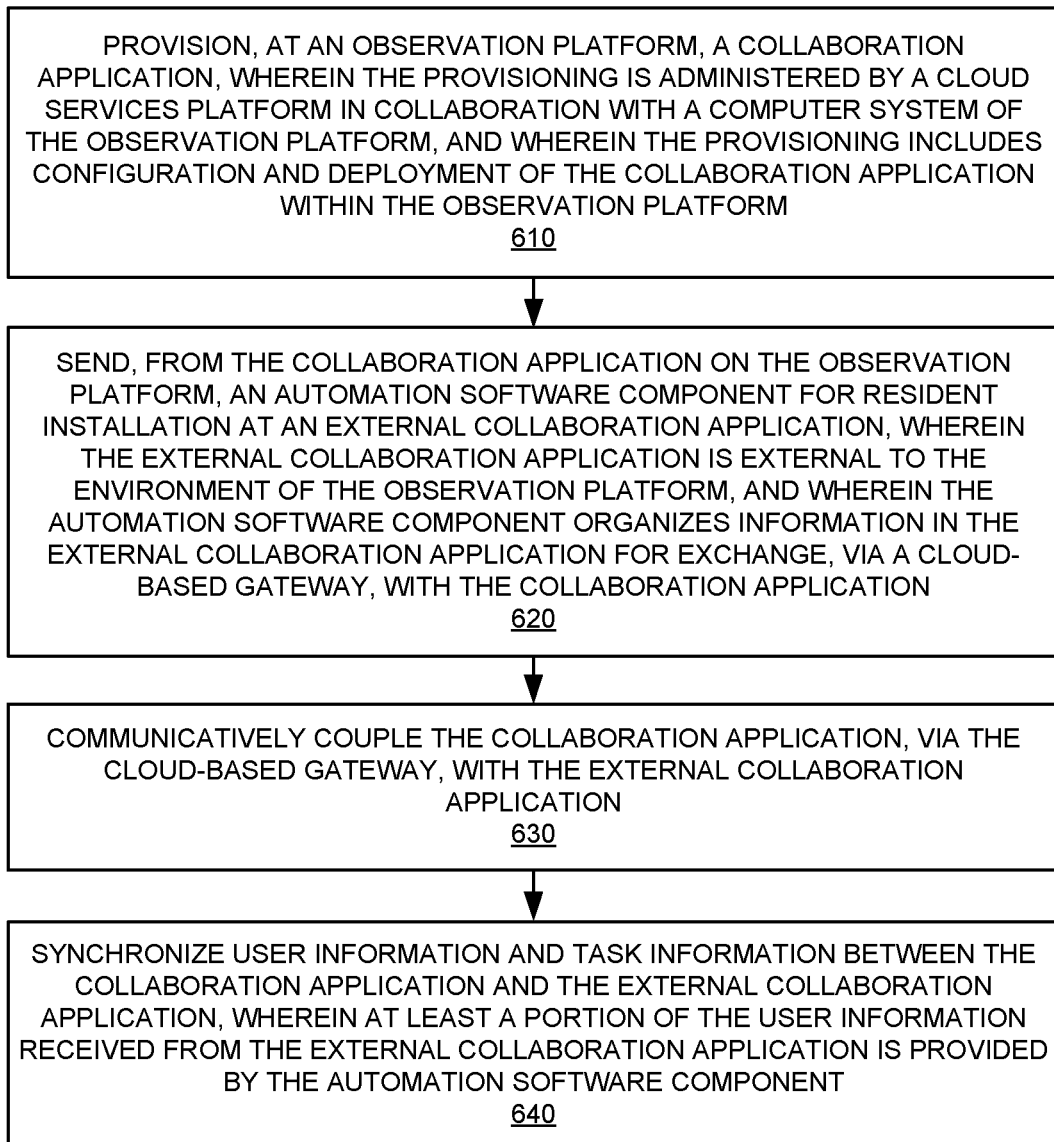 PROVISION, AT AN OBSERVATION PLATFORM, A COLLABORATION
APPLICATION, WHEREIN THE PROVISIONING IS ADMINISTERED BY A CLOUD
SERVICES PLATFORM IN COLLABORATION WITH A COMPUTER SYSTEM OF
THE OBSERVATION PLATFORM, AND WHEREIN THE PROVISIONING INCLUDES
CONFIGURATION AND DEPLOYMENT OF THE COLLABORATION APPLICATION
WITHIN THE OBSERVATION PLATFORM
610
SEND, FROM THE COLLABORATION APPLICATION ON THE OBSERVATION
PLATFORM, AN AUTOMATION SOFTWARE COMPONENT FOR RESIDENT
INSTALLATION AT AN EXTERNAL COLLABORATION APPLICATION, WHEREIN
THE EXTERNAL COLLABORATION APPLICATION IS EXTERNAL TO THE
ENVIRONMENT OF THE OBSERVATION PLATFORM, AND WHEREIN THE
AUTOMATION SOFTWARE COMPONENT ORGANIZES INFORMATION IN THE
EXTERNAL COLLABORATION APPLICATION FOR EXCHANGE, VIA A CLOUD-
BASED GATEWAY, WITH THE COLLABORATION APPLICATION
620
COMMUNICATIVELY COUPLE THE COLLABORATION APPLICATION, VIA THE
CLOUD-BASED GATEWAY, WITH THE EXTERNAL COLLABORATION
APPLICATION
630
SYNCHRONIZE USER INFORMATION AND TASK INFORMATION BETWEEN THE
COLLABORATION APPLICATION AND THE EXTERNAL COLLABORATION
APPLICATION, WHEREIN AT LEAST A PORTION OF THE USER INFORMATION
RECEIVED FROM THE EXTERNAL COLLABORATION APPLICATION IS PROVIDED
BY THE AUTOMATION SOFTWARE COMPONENT
640